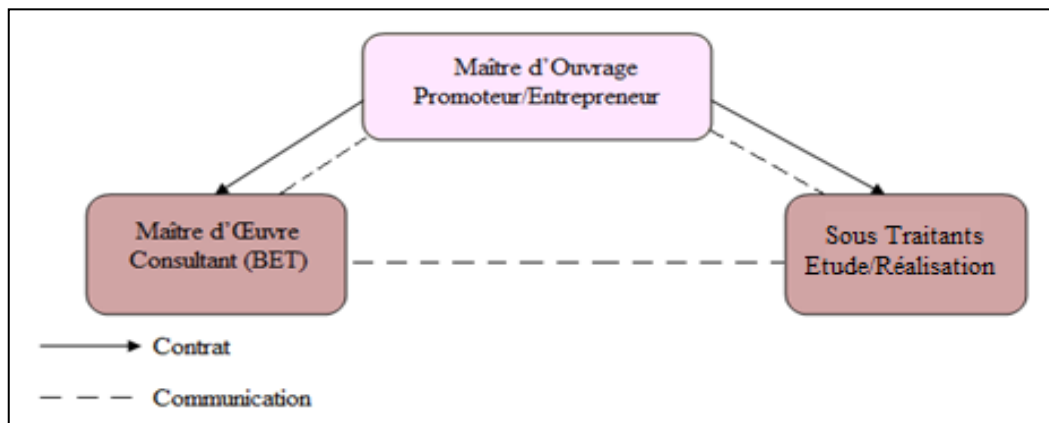 Maître d'Ouvrage
Promoteur/Entrepreneur
Maître d'Œuvre
Consultant (BET)
Sous Traitants
Etude/Réalisation
Contrat
Communication